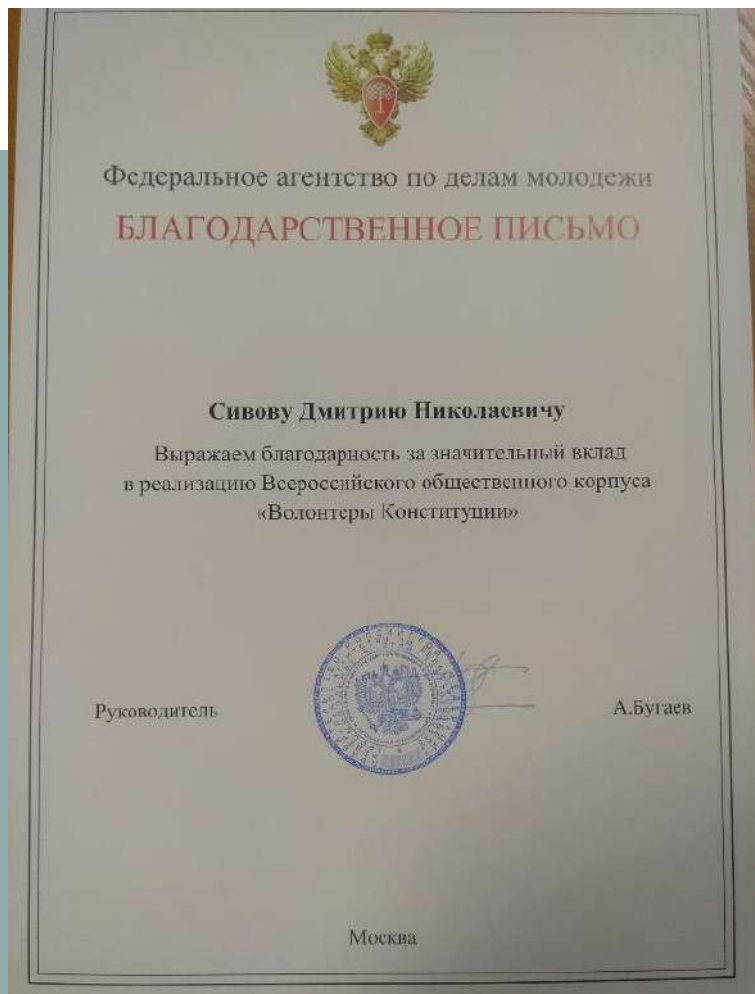 Федеральное агентство по делам молодежи
БЛАГОДАРСТВЕННОЕ ПИСЬМО
Сивову Дмитрию Николаевичу
Выражаем благодарность за значительный вклад
в реализацию Всероссийского общественного корпуса
«Волонтеры Конституции»
Руководитель
А.Бугаев
Москва